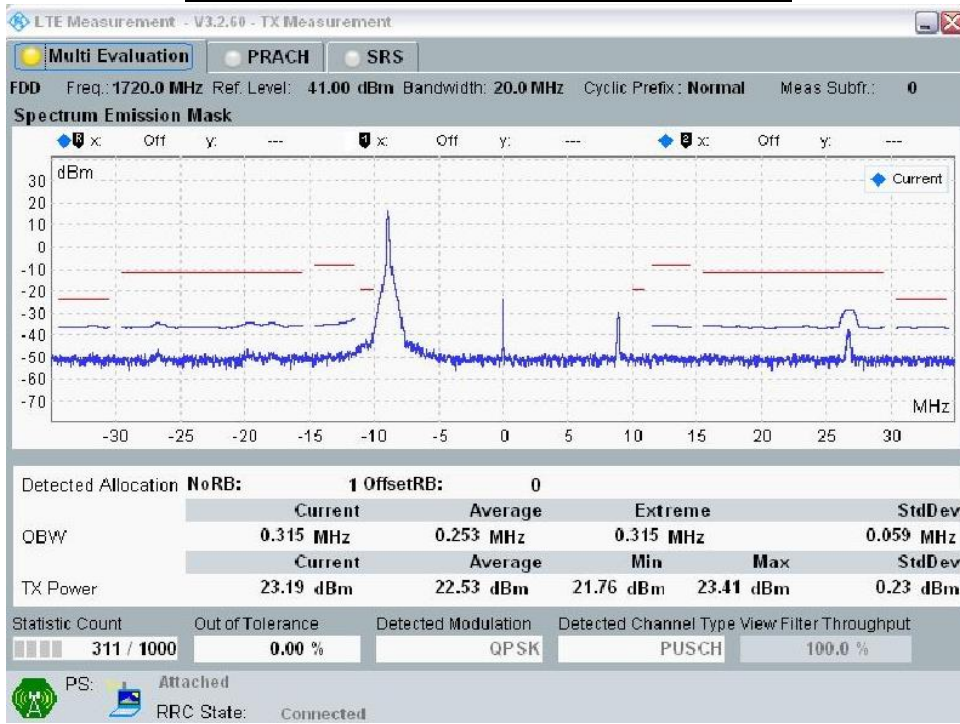 LTE Measurement - V3.2.60 - TX Measurement
Multi Evaluation PRACH SRS
FDD Freq.: 1720.0 MHz Ref. Level: 41.00 dBm Bandwidth: 20.0 MHz Cyclic Prefix: Normal Meas Subfr.: 0
Spectrum Emission Mask
R x: Off y: --- 1 x: Off y: --- 2 x: Off y: ---
dBm
Current
30
20
10
0
-10
-20
-30
-40
-50
-60
-70
MHz
-30 -25 -20 -15 -10 -5 0 5 10 15 20 25 30
Detected Allocation NoRB: 1 OffsetRB: 0
Current Average Extreme StdDev
OBW 0.315 MHz 0.253 MHz 0.315 MHz 0.059 MHz
Current Average Min Max StdDev
TX Power 23.19 dBm 22.53 dBm 21.76 dBm 23.41 dBm 0.23 dBm
Statistic Count Out of Tolerance Detected Modulation Detected Channel Type View Filter Throughput
311 / 1000 0.00 % QPSK PUSCH 100.0 %
PS: Attached
RRC State: Connected